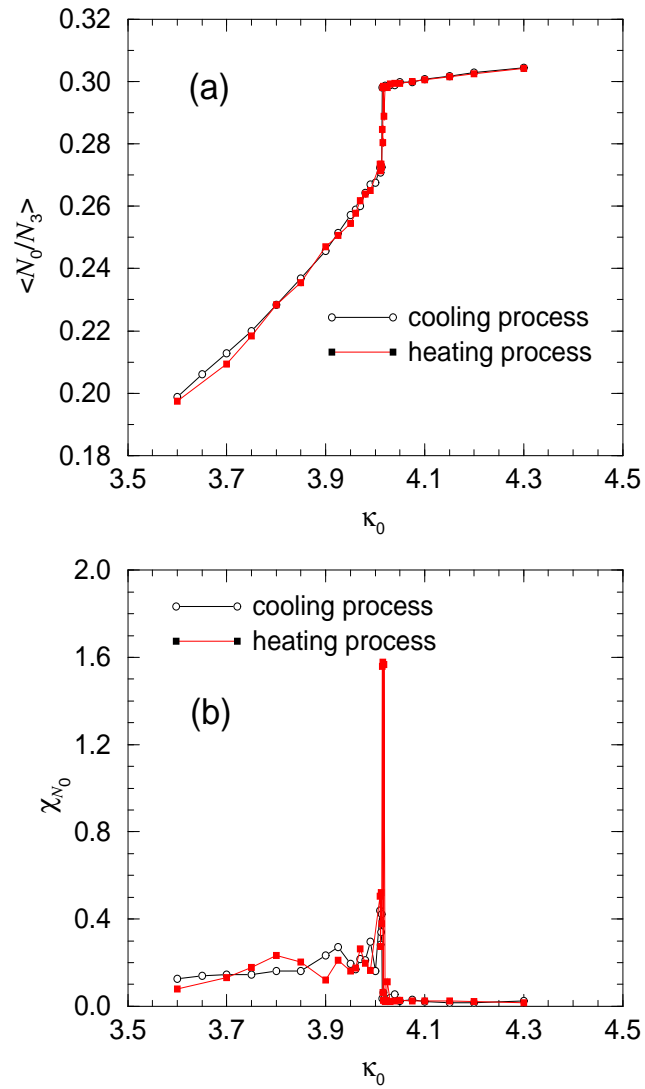 0.32
0.30
0.28
0.26
0.24
0.22
0.20
0.18
<N₀/N₃>
(a)
cooling process
heating process
3.5 3.7 3.9 4.1 4.3 4.5
κ₀
2.0
1.6
1.2
0.8
0.4
0.0
χ_N₀
cooling process
heating process
(b)
3.5 3.7 3.9 4.1 4.3 4.5
κ₀